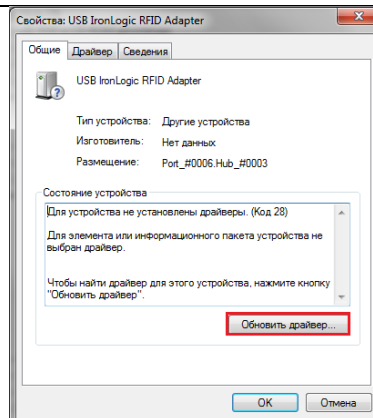 Свойства: USB IronLogic RFID Adapter
Общие Драйвер Сведения
USB IronLogic RFID Adapter
Тип устройства: Другие устройства
Изготовитель: Нет данных
Размещение: Port_#0006.Hub_#0003
Состояние устройства
Для устройства не установлены драйверы. (Код 28)
Для элемента или информационного пакета устройства не
выбран драйвер.
Чтобы найти драйвер для этого устройства, нажмите кнопку
"Обновить драйвер".
Обновить драйвер...
OK Отмена